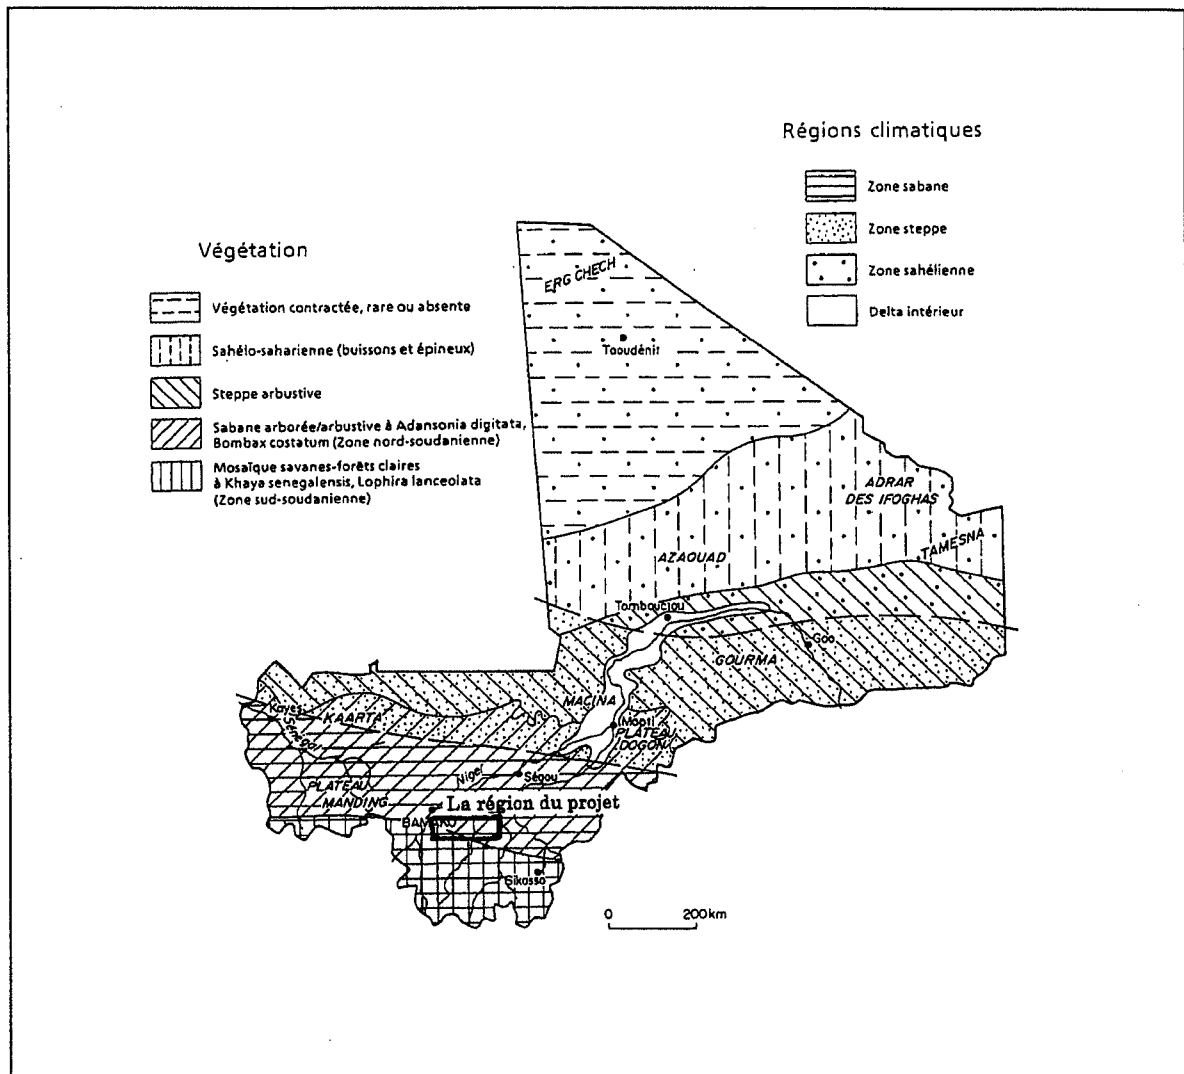 Régions climatiques
Zone sabane
Zone steppe
Zone sahélienne
Delta intérieur
Végétation
Végétation contractée, rare ou absente
Sahélo-saharienne (buissons et épineux)
Steppe arbustive
Sabane arborée/arbustive à Adansonia digitata,
Bombax costatum (Zone nord-soudanienne)
Mosaïque savanes-forêts claires
à Khaya senegalensis, Lophira lanceolata
(Zone sud-soudanienne)
ERG CHECH
Taoudénit
ADRAR
DES IFOGHAS
TAMESNA
AZAOUAD
Tombouctou
Gao
GOURMA
MACINA
Kayes
KAARTA
Sénégal
Mopti
PLATEAU
DOGON
Niger
Ségou
PLATEAU
MANDING
La région du projet
BAMAKO
Sikasso
0 200km